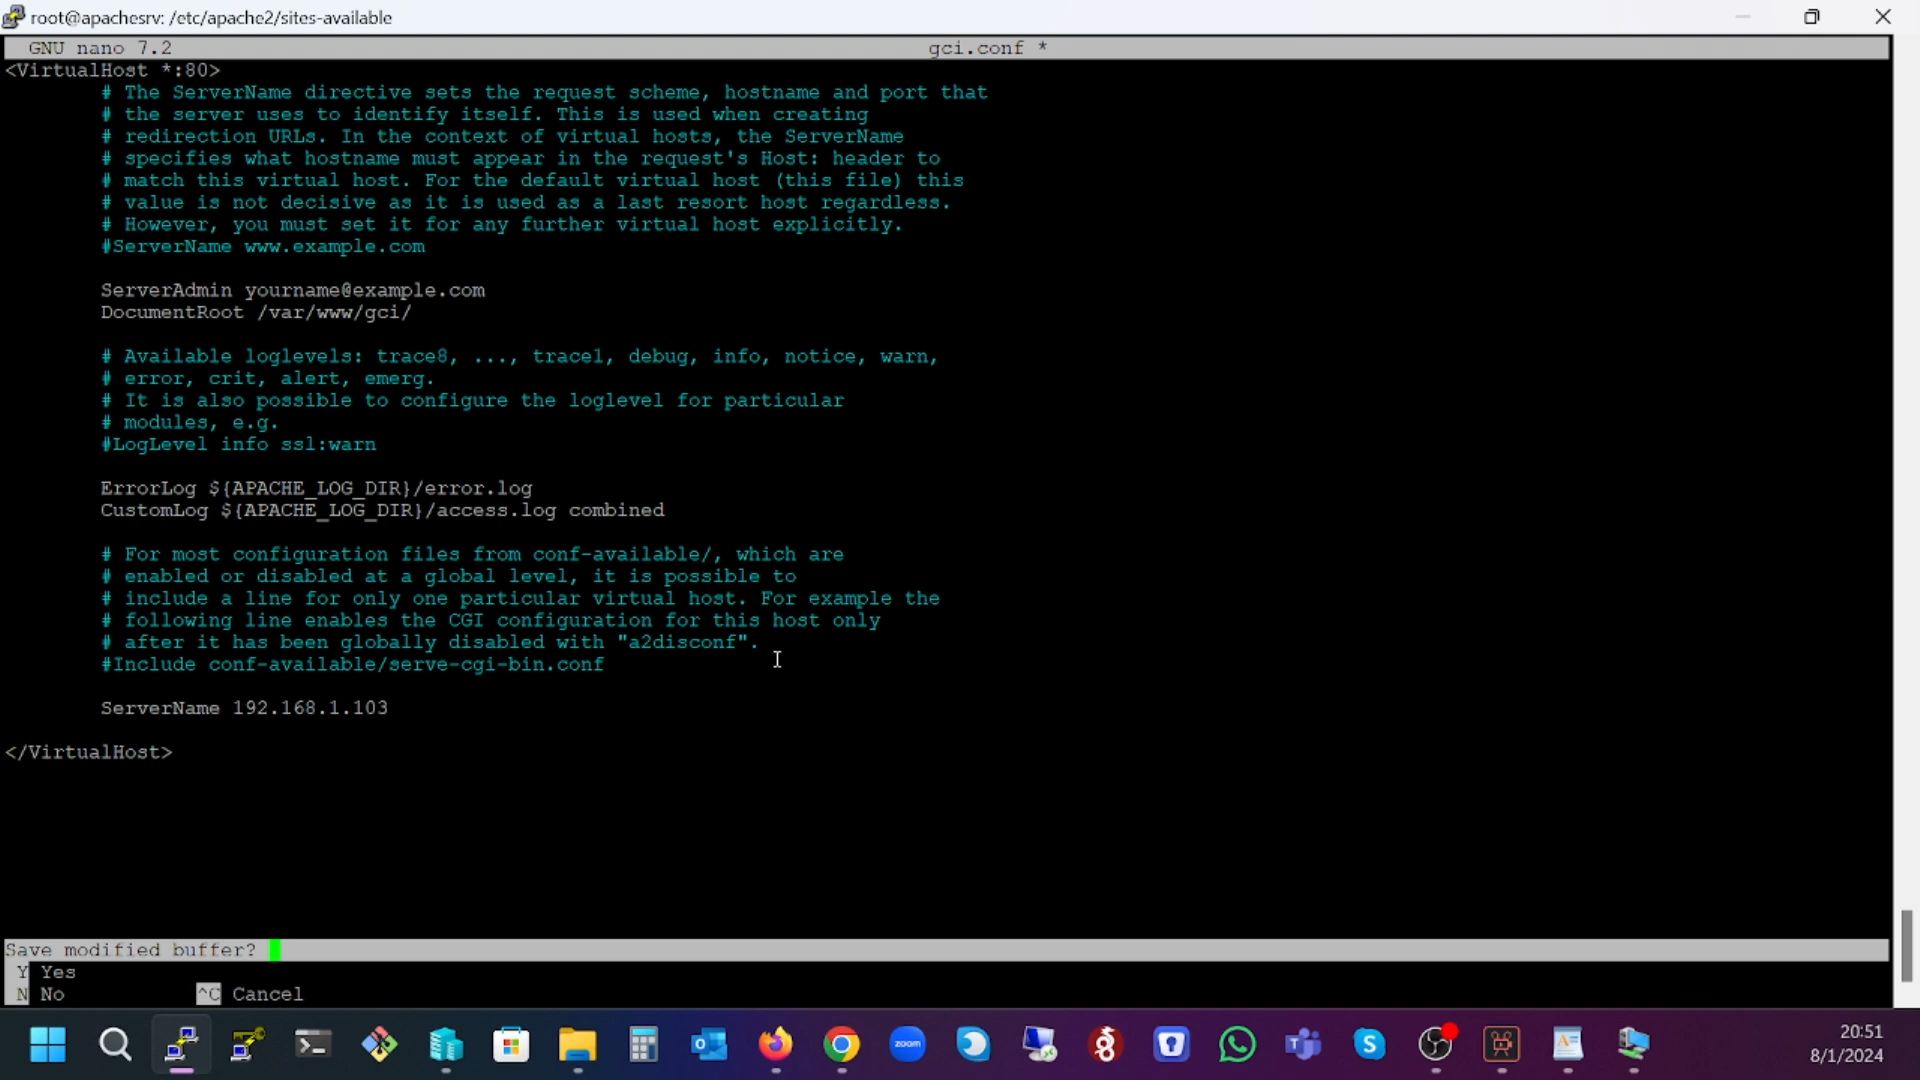 root@apachesrv: /etc/apache2/sites-available
GNU nano 7.2 gci.conf *
<VirtualHost *:80>
# The ServerName directive sets the request scheme, hostname and port that
# the server uses to identify itself. This is used when creating
# redirection URLs. In the context of virtual hosts, the ServerName
# specifies what hostname must appear in the request's Host: header to
# match this virtual host. For the default virtual host (this file) this
# value is not decisive as it is used as a last resort host regardless.
# However, you must set it for any further virtual host explicitly.
#ServerName www.example.com
ServerAdmin yourname@example.com
DocumentRoot /var/www/gci/
# Available loglevels: trace8, ..., trace1, debug, info, notice, warn,
# error, crit, alert, emerg.
# It is also possible to configure the loglevel for particular
# modules, e.g.
#LogLevel info ssl:warn
ErrorLog ${APACHE_LOG_DIR}/error.log
CustomLog ${APACHE_LOG_DIR}/access.log combined
# For most configuration files from conf-available/, which are
# enabled or disabled at a global level, it is possible to
# include a line for only one particular virtual host. For example the
# following line enables the CGI configuration for this host only
# after it has been globally disabled with "a2disconf".
#Include conf-available/serve-cgi-bin.conf
ServerName 192.168.1.103
</VirtualHost>
Save modified buffer?
Y Yes
N No ^C Cancel
zoom
20:51
8/1/2024